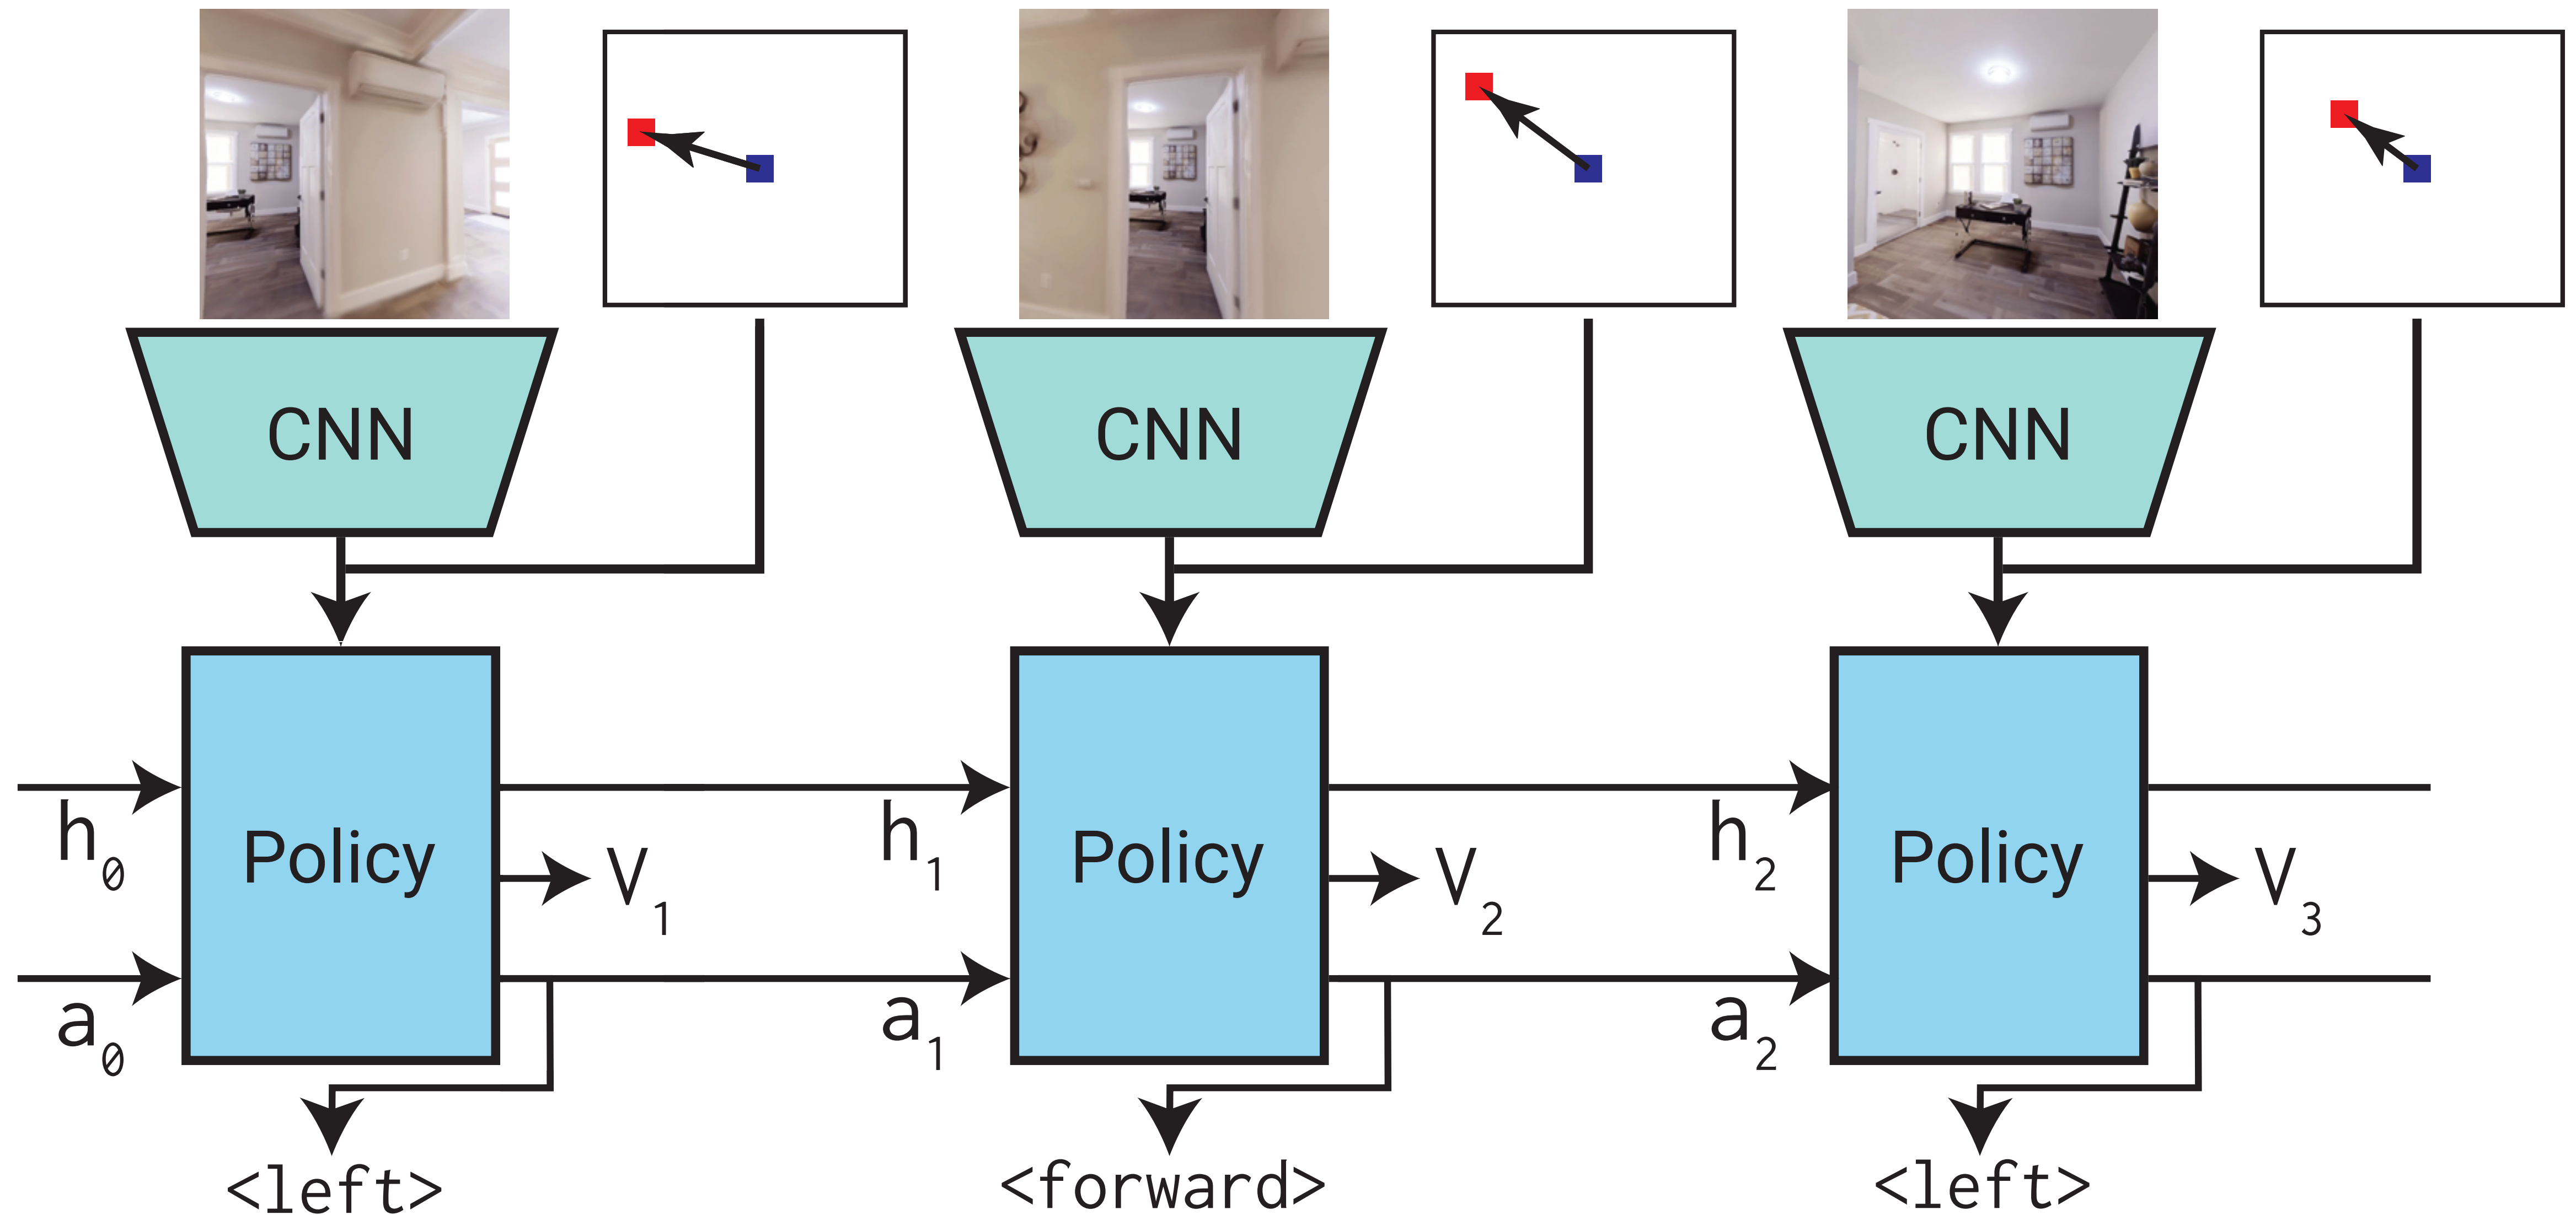 CNN
CNN
CNN
Policy
Policy
Policy
h0
h1
h2
V1
V2
V3
a0
a1
a2
<left>
<forward>
<left>